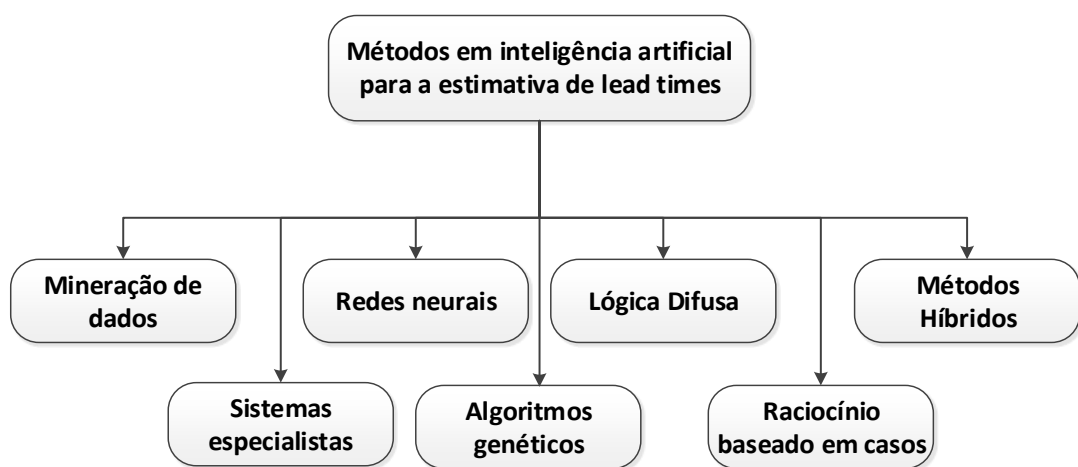 Métodos em inteligência artificial
para a estimativa de lead times
Mineração de
dados
Redes neurais
Lógica Difusa
Métodos
Híbridos
Sistemas
especialistas
Algoritmos
genéticos
Raciocínio
baseado em casos